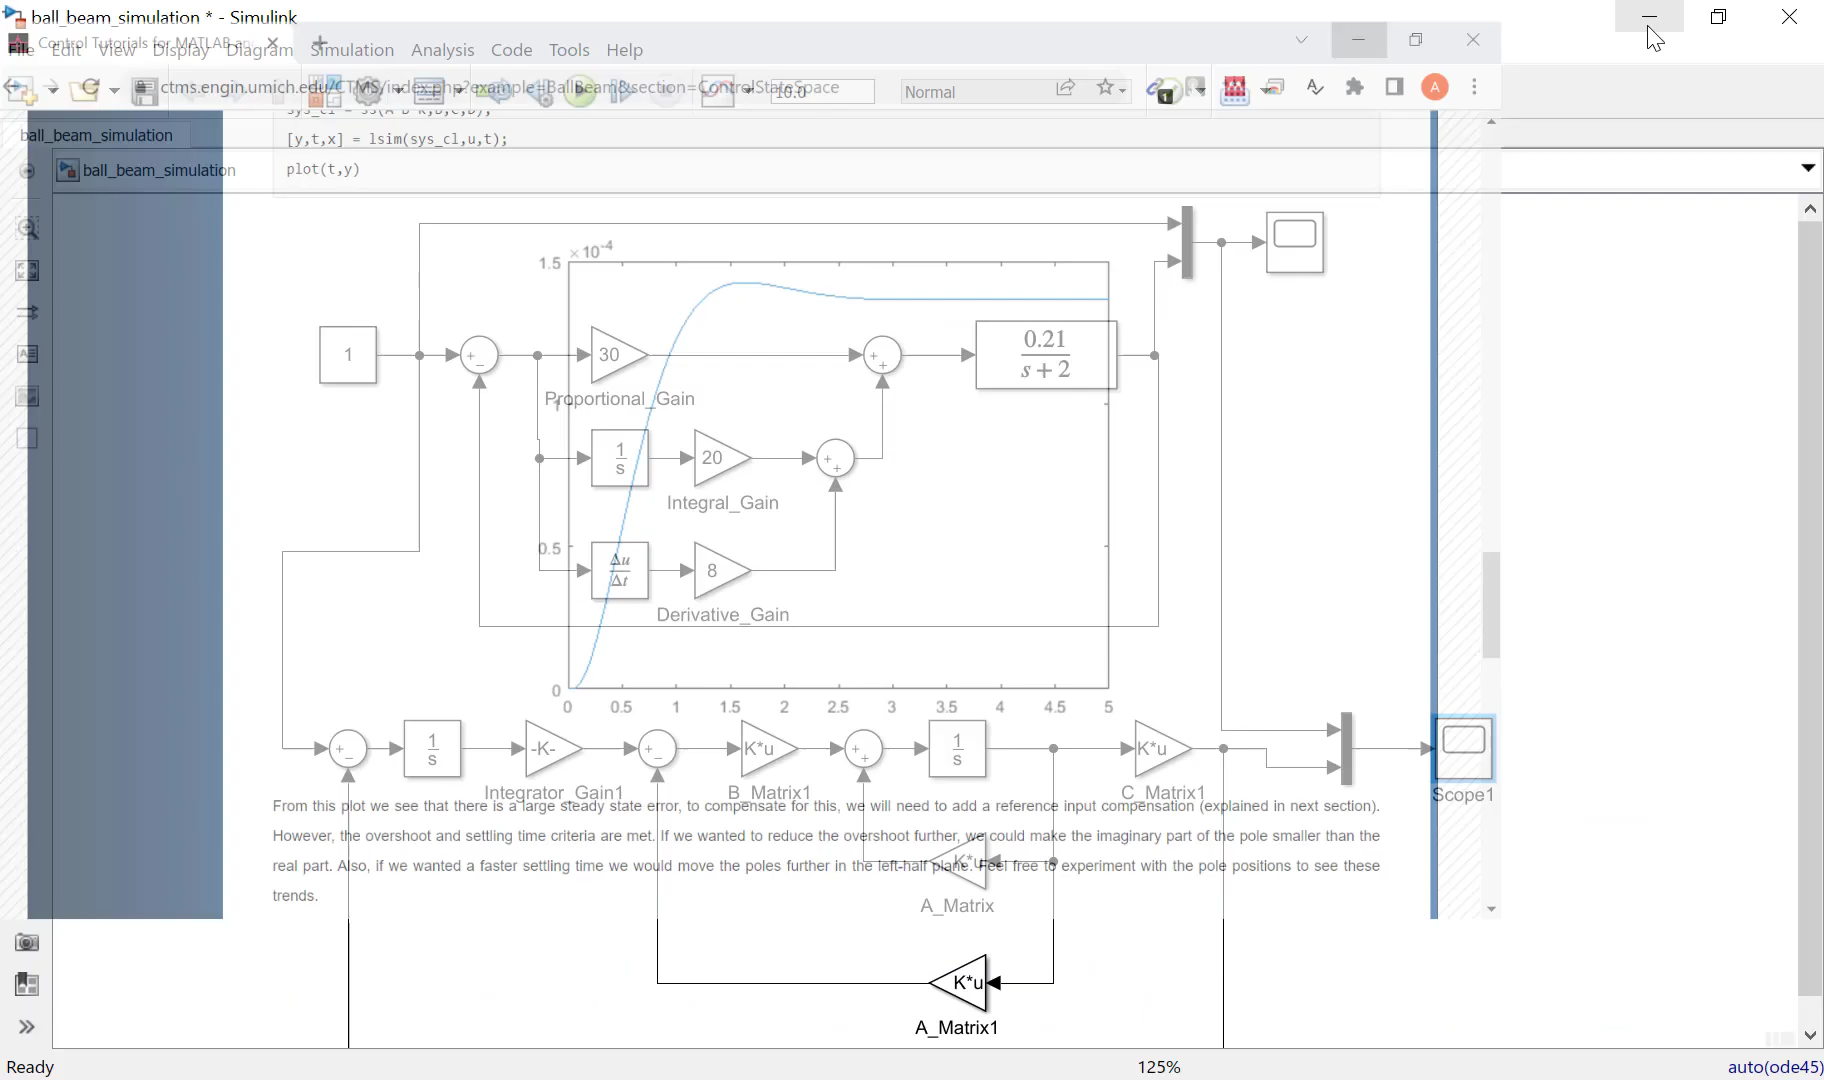 ball_beam_simulation * - Simulink
Control Tutorials for MATLAB an
File Edit View Display Diagram Simulation Analysis Code Tools Help
ctms.engin.umich.edu/CTMS/index.php?example=BallBeam&section=ControlStateSpace
10.0
Normal
1
A
ball_beam_simulation
sys_cl = ss(A-B*K,B,C,D);
[y,t,x] = lsim(sys_cl,u,t);
ball_beam_simulation
plot(t,y)
×10⁻⁴
1.5
1
0.5
0
0 0.5 1 1.5 2 2.5 3 3.5 4 4.5 5
1
+
−
30
+
+
0.21
s + 2
Proportional_Gain
1
s
20
+
+
Integral_Gain
Δu
Δt
8
Derivative_Gain
+
−
1
s
-K-
+
−
K*u
+
+
1
s
K*u
Integrator_Gain1
B_Matrix1
C_Matrix1
Scope1
From this plot we see that there is a large steady state error, to compensate for this, we will need to add a reference input compensation (explained in next section).
However, the overshoot and settling time criteria are met. If we wanted to reduce the overshoot further, we could make the imaginary part of the pole smaller than the
real part. Also, if we wanted a faster settling time we would move the poles further in the left-half plane. Feel free to experiment with the pole positions to see these
trends.
K*u
A_Matrix
K*u
A_Matrix1
Ready
125%
auto(ode45)